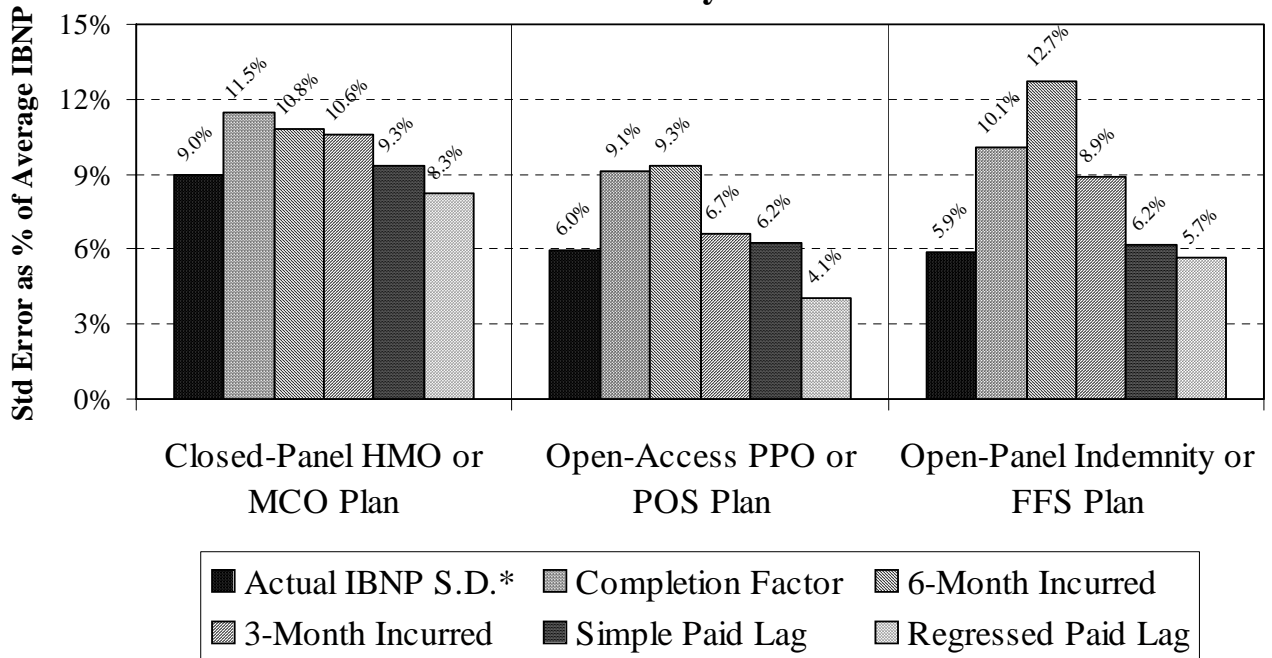 Std Error as % of Average IBNP
15%
12%
9%
6%
3%
0%
9.0%
11.5%
10.8%
10.6%
9.3%
8.3%
6.0%
9.1%
9.3%
6.7%
6.2%
4.1%
5.9%
10.1%
12.7%
8.9%
6.2%
5.7%
Closed-Panel HMO or
MCO Plan
Open-Access PPO or
POS Plan
Open-Panel Indemnity or
FFS Plan
Actual IBNP S.D.*
Completion Factor
6-Month Incurred
3-Month Incurred
Simple Paid Lag
Regressed Paid Lag